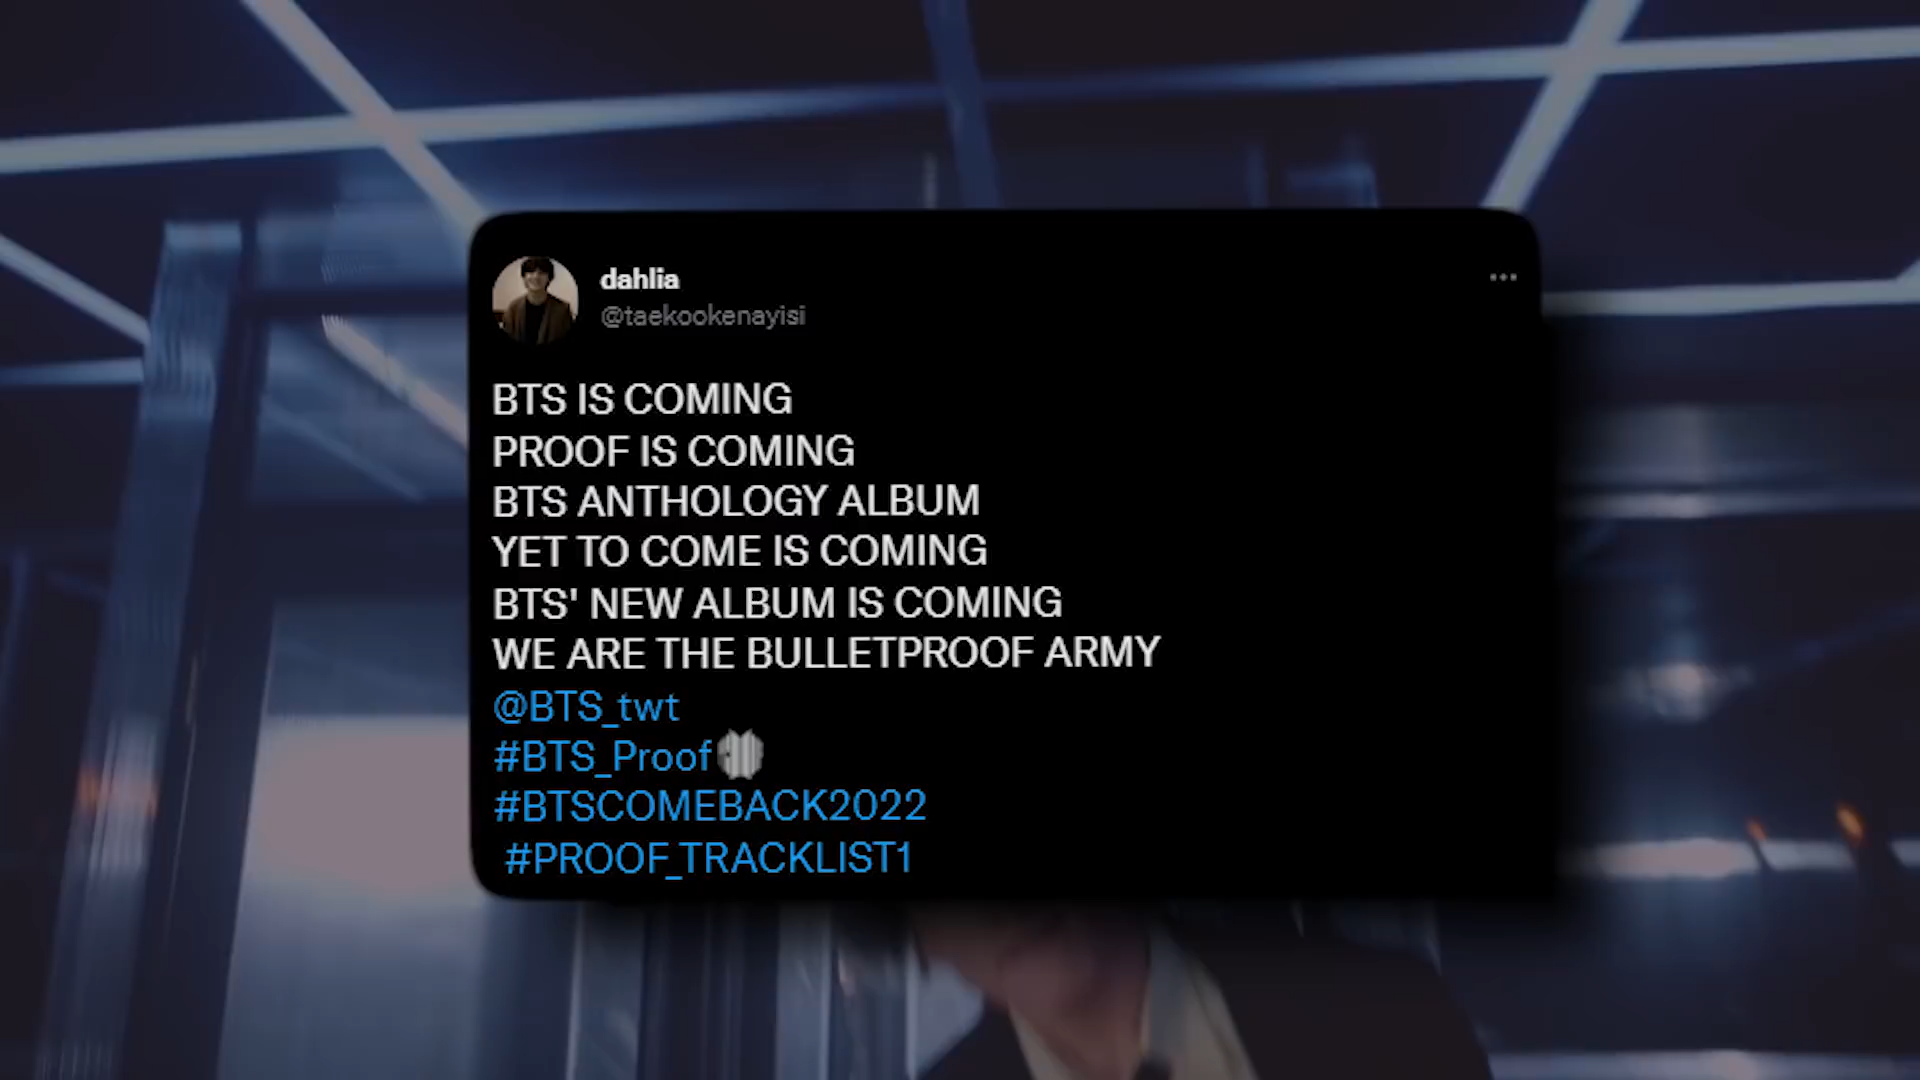 dahlia
@taekookenayisi
BTS IS COMING
PROOF IS COMING
BTS ANTHOLOGY ALBUM
YET TO COME IS COMING
BTS' NEW ALBUM IS COMING
WE ARE THE BULLETPROOF ARMY
@BTS_twt
#BTS_Proof
#BTSCOMEBACK2022
#PROOF_TRACKLIST1